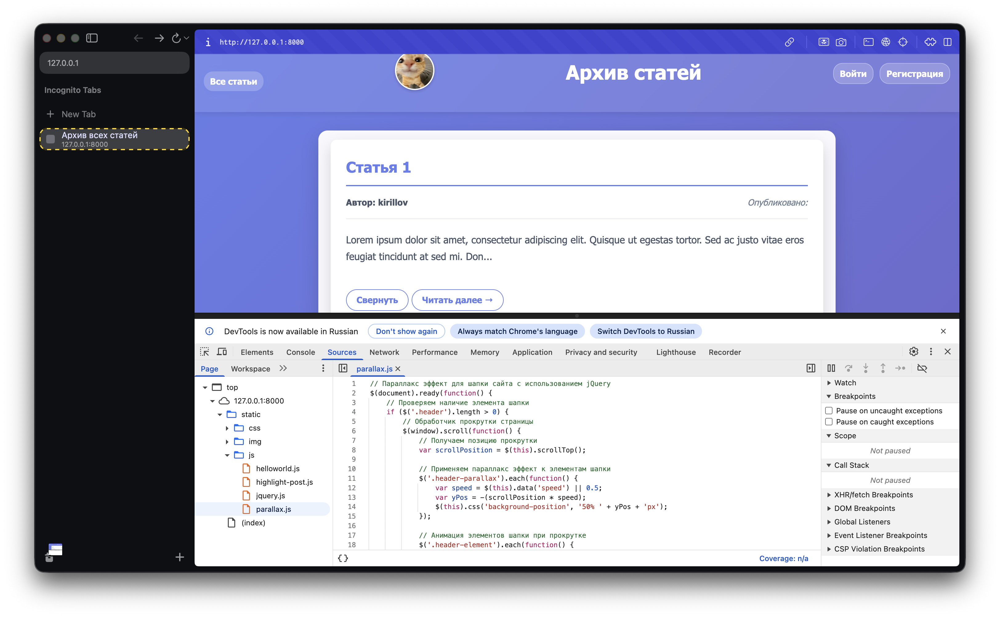 127.0.0.1
Incognito Tabs
New Tab
Архив всех статей
127.0.0.1:8000
http://127.0.0.1:8000
Все статьи
Архив статей
Войти
Регистрация
Статья 1
Автор: kirillov
Опубликовано:
Lorem ipsum dolor sit amet, consectetur adipiscing elit. Quisque ut egestas tortor. Sed ac justo vitae eros
feugiat tincidunt at sed mi. Don...
Свернуть
Читать далее →
DevTools is now available in Russian
Don't show again
Always match Chrome's language
Switch DevTools to Russian
Elements
Console
Sources
Network
Performance
Memory
Application
Privacy and security
Lighthouse
Recorder
Page
Workspace
top
127.0.0.1:8000
static
css
img
js
helloworld.js
highlight-post.js
jquery.js
parallax.js
(index)
parallax.js
1 // Параллакс эффект для шапки сайта с использованием jQuery
2 $(document).ready(function() {
3 // Проверяем наличие элемента шапки
4 if ($('.header').length > 0) {
5 // Обработчик прокрутки страницы
6 $(window).scroll(function() {
7 // Получаем позицию прокрутки
8 var scrollPosition = $(this).scrollTop();
9
10 // Применяем параллакс эффект к элементам шапки
11 $('.header-parallax').each(function() {
12 var speed = $(this).data('speed') || 0.5;
13 var yPos = -(scrollPosition * speed);
14 $(this).css('background-position', '50% ' + yPos + 'px');
15 });
16
17 // Анимация элементов шапки при прокрутке
18 $('.header-element').each(function() {
{}
Coverage: n/a
Watch
Breakpoints
Pause on uncaught exceptions
Pause on caught exceptions
Scope
Not paused
Call Stack
Not paused
XHR/fetch Breakpoints
DOM Breakpoints
Global Listeners
Event Listener Breakpoints
CSP Violation Breakpoints